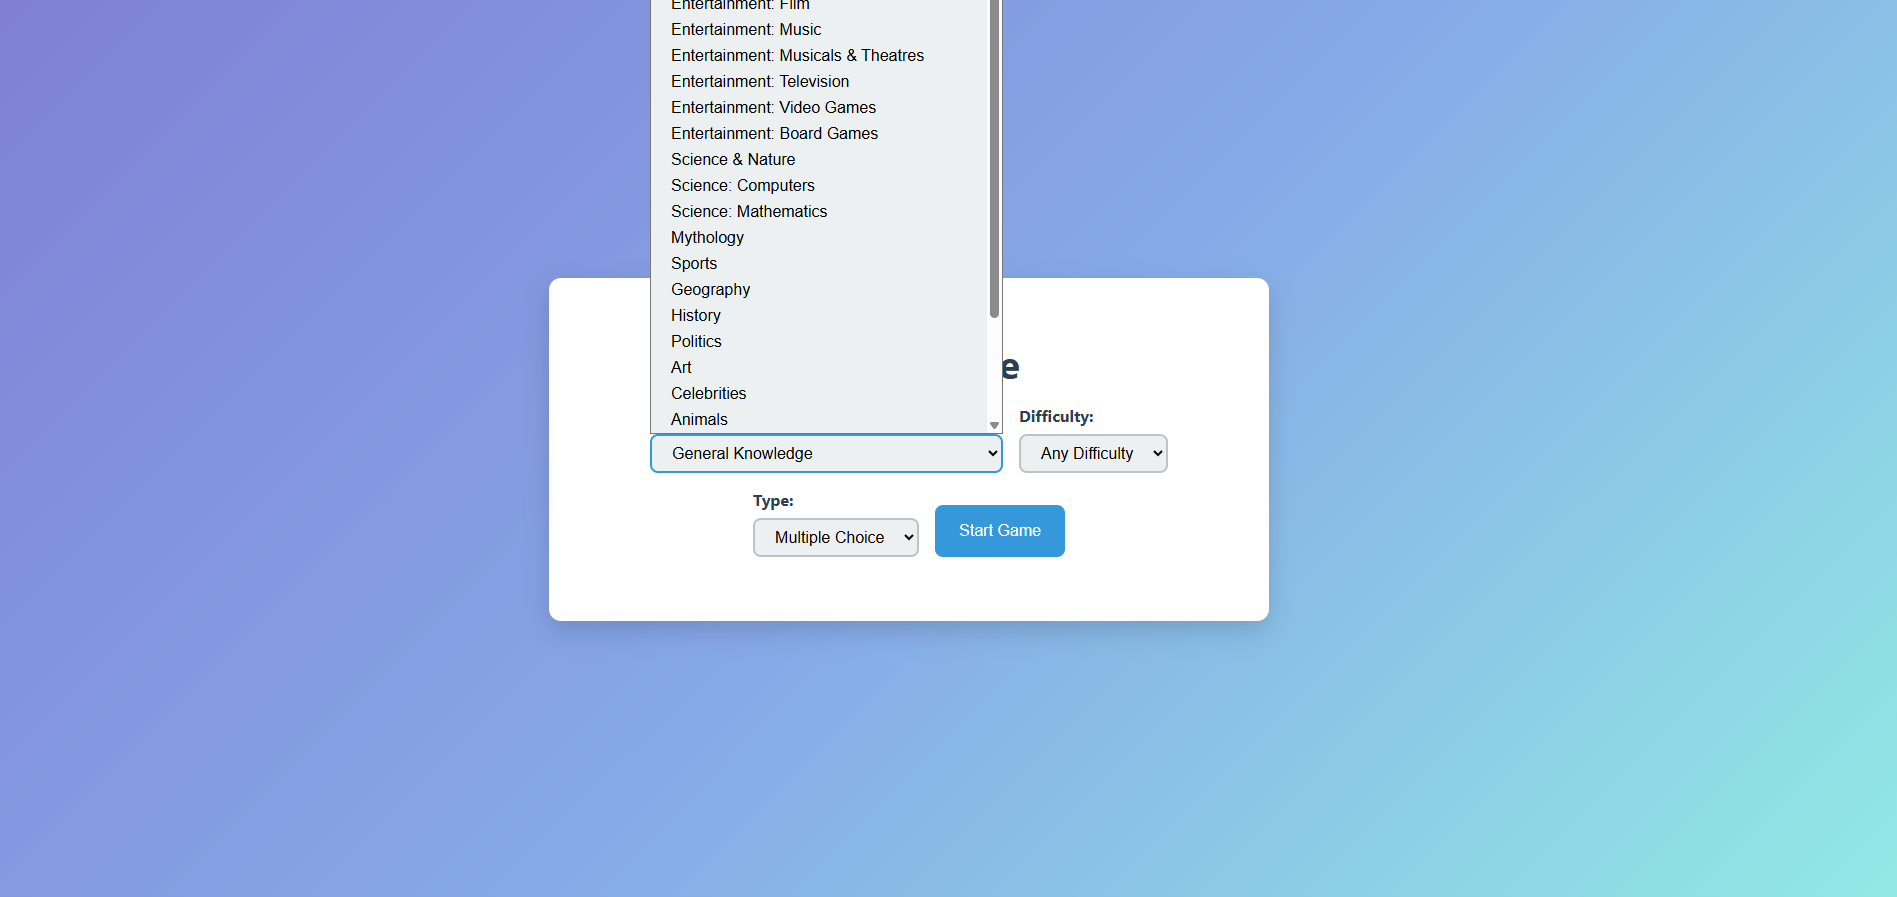 Entertainment: Film
Entertainment: Music
Entertainment: Musicals & Theatres
Entertainment: Television
Entertainment: Video Games
Entertainment: Board Games
Science & Nature
Science: Computers
Science: Mathematics
Mythology
Sports
Geography
History
Politics
Art
Celebrities
Animals
e
Difficulty:
General Knowledge
Any Difficulty
Type:
Multiple Choice
Start Game